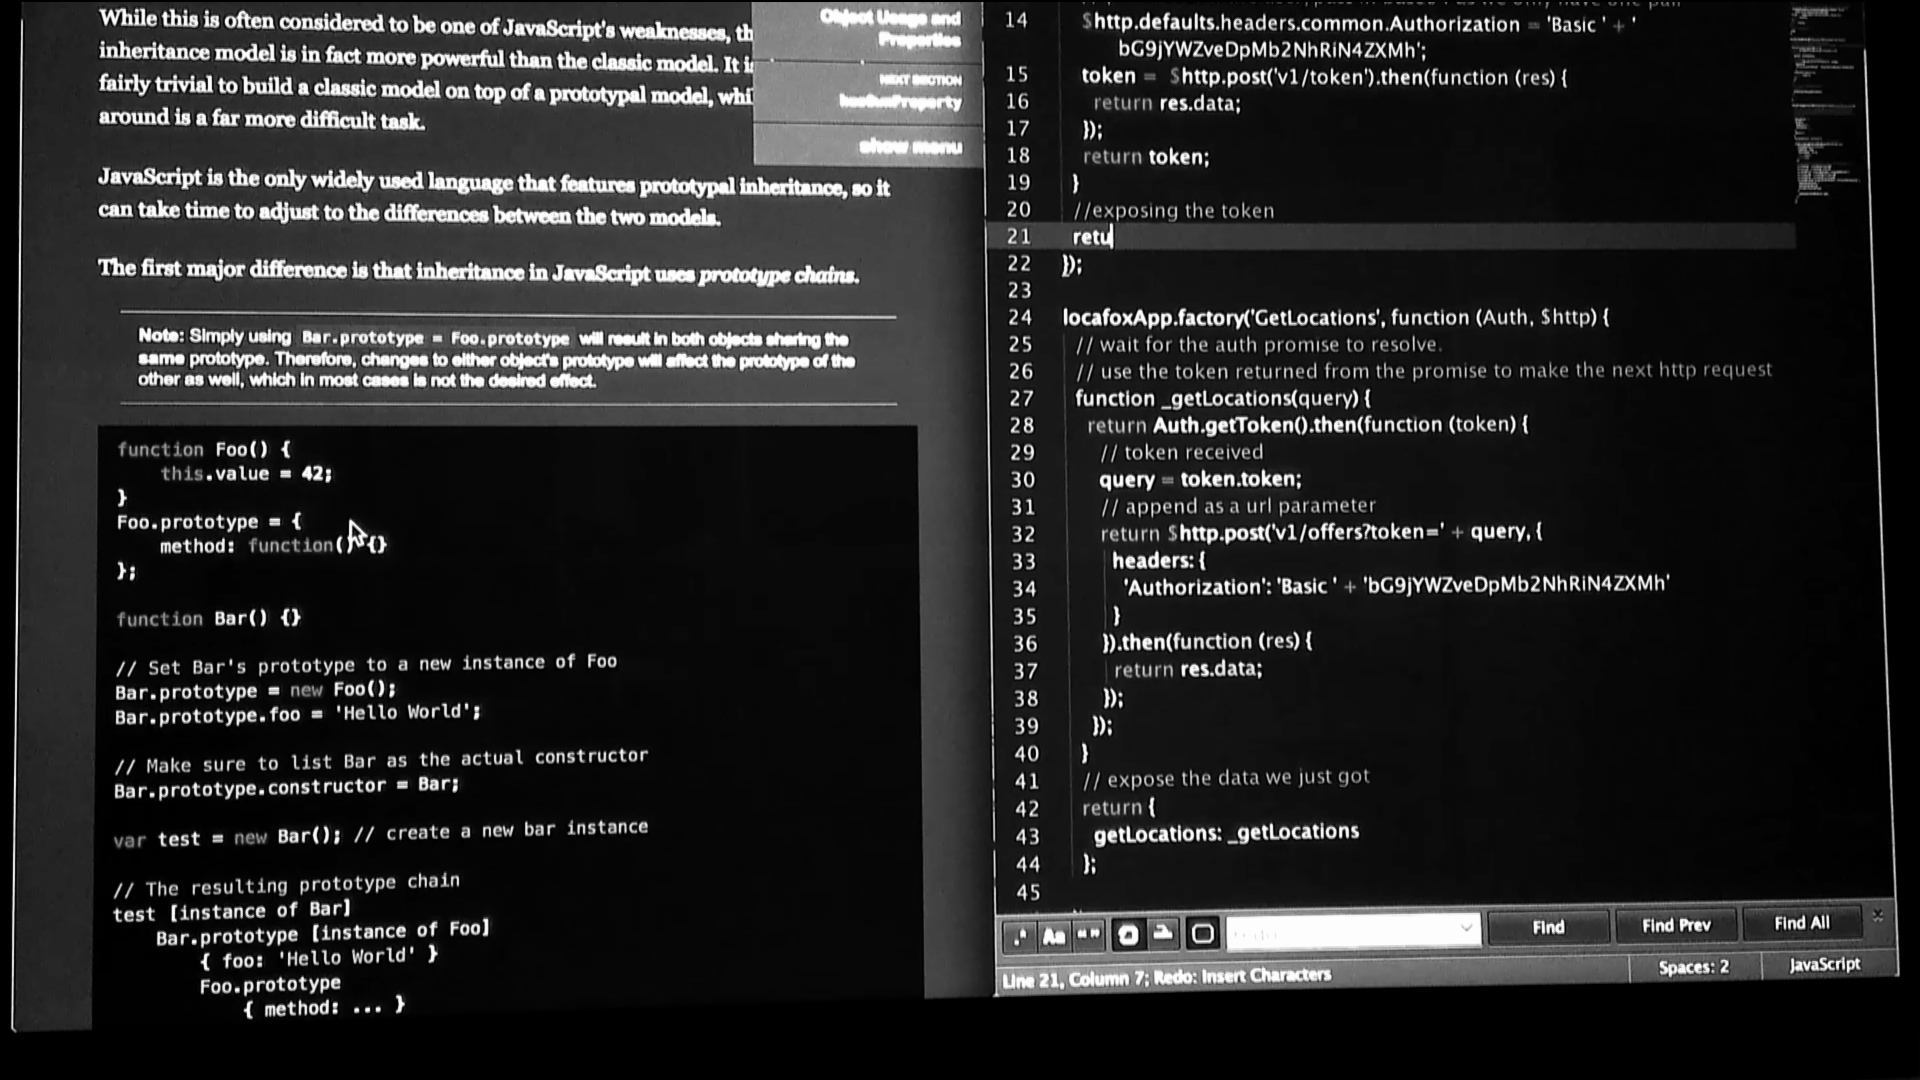 While this is often considered to be one of JavaScript's weaknesses, th
inheritance model is in fact more powerful than the classic model. It i
fairly trivial to build a classic model on top of a prototypal model, whi
around is a far more difficult task.
JavaScript is the only widely used language that features prototypal inheritance, so it
can take time to adjust to the differences between the two models.
The first major difference is that inheritance in JavaScript uses prototype chains.
Note: Simply using Bar.prototype = Foo.prototype will result in both objects sharing the
same prototype. Therefore, changes to either object's prototype will affect the prototype of the
other as well, which in most cases is not the desired effect.
function Foo() {
this.value = 42;
}
Foo.prototype = {
method: function() {}
};
function Bar() {}
// Set Bar's prototype to a new instance of Foo
Bar.prototype = new Foo();
Bar.prototype.foo = 'Hello World';
// Make sure to list Bar as the actual constructor
Bar.prototype.constructor = Bar;
var test = new Bar(); // create a new bar instance
// The resulting prototype chain
test [instance of Bar]
Bar.prototype [instance of Foo]
{ foo: 'Hello World' }
Foo.prototype
{ method: ... }
Object Usage and
Properties
NEXT SECTION
hasOwnProperty
show menu
14 $http.defaults.headers.common.Authorization = 'Basic ' + '
bG9jYWZveDpMb2NhRiN4ZXMh';
15 token = $http.post('v1/token').then(function (res) {
16 return res.data;
17 });
18 return token;
19 }
20 //exposing the token
21 retu
22 });
23
24 locafoxApp.factory('GetLocations', function (Auth, $http) {
25 // wait for the auth promise to resolve.
26 // use the token returned from the promise to make the next http request
27 function _getLocations(query) {
28 return Auth.getToken().then(function (token) {
29 // token received
30 query = token.token;
31 // append as a url parameter
32 return $http.post('v1/offers?token=' + query, {
33 headers: {
34 'Authorization': 'Basic ' + 'bG9jYWZveDpMb2NhRiN4ZXMh'
35 }
36 }).then(function (res) {
37 return res.data;
38 });
39 });
40 }
41 // expose the data we just got
42 return {
43 getLocations: _getLocations
44 };
45
.* Aa “”
Find
Find Prev
Find All
Line 21, Column 7; Redo: Insert Characters
Spaces: 2
JavaScript